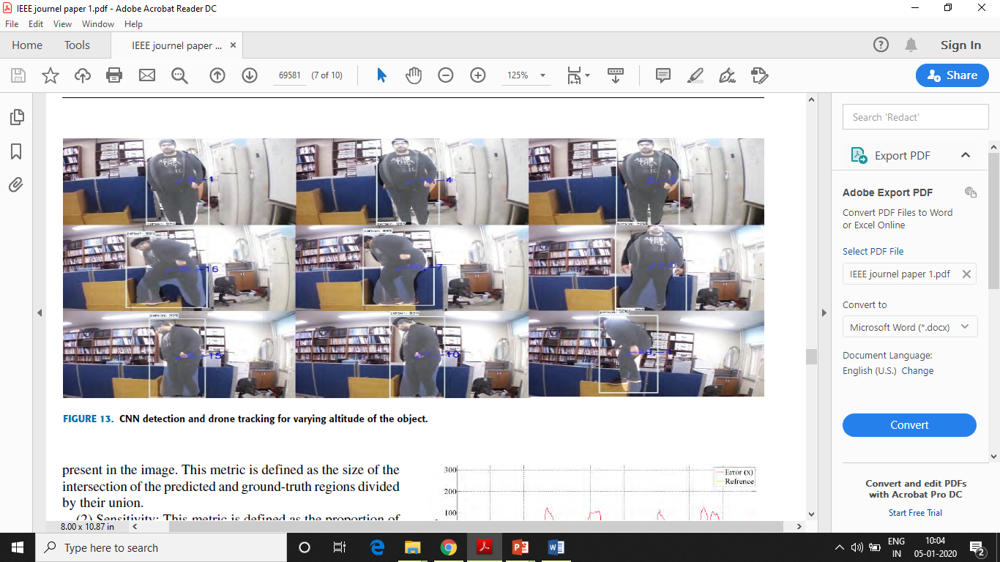 IEEE journel paper 1.pdf - Adobe Acrobat Reader DC
File Edit View Window Help
Home Tools IEEE journel paper ... × Sign In
69581 (7 of 10) 125% Share
Search 'Redact'
Export PDF
Adobe Export PDF
Convert PDF Files to Word
or Excel Online
Select PDF File
IEEE journel paper 1.pdf
Convert to
Microsoft Word (*.docx)
Document Language:
English (U.S.) Change
Convert
Convert and edit PDFs
with Acrobat Pro DC
Start Free Trial
person: 99%
FIGURE 13. CNN detection and drone tracking for varying altitude of the object.
present in the image. This metric is defined as the size of the
intersection of the predicted and ground-truth regions divided
by their union.
(2) Sensitivity: This metric is defined as the proportion of
300
200
100
Error (x)
Refrence
8.00 x 10.87 in
Type here to search
ENG
IN
10:04
05-01-2020
2